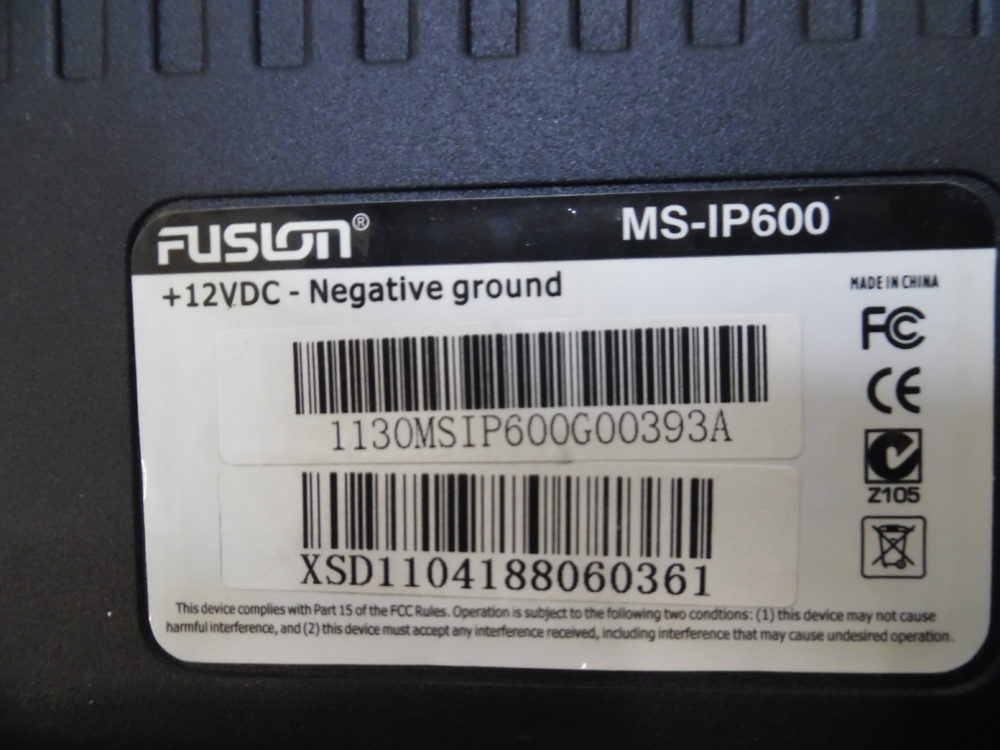 FUSION®
MS-IP600
+12VDC - Negative ground
MADE IN CHINA
FC
CE
1130MSIP600G00393A
Z105
XSD1104188060361
This device complies with Part 15 of the FCC Rules. Operation is subject to the following two condtions: (1) this device may not cause
harmful interference, and (2) this device must accept any interference received, including interference that may cause undesired operation.